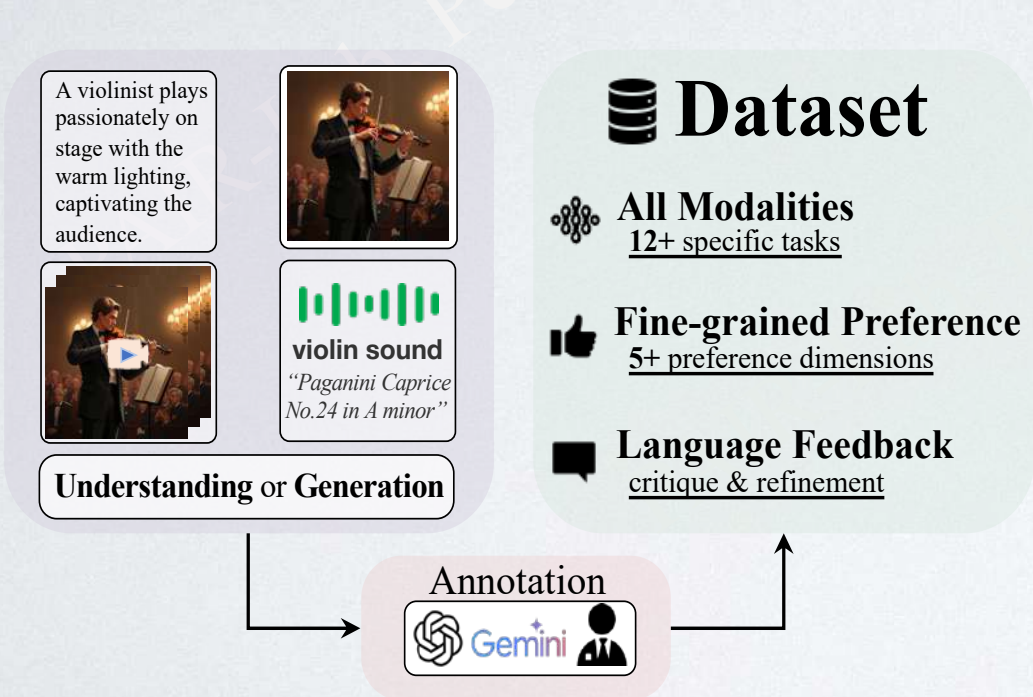 A violinist plays
passionately on
stage with the
warm lighting,
captivating the
audience.
violin sound
“Paganini Caprice
No.24 in A minor”
Understanding or Generation
Annotation
Gemini
Dataset
All Modalities
12+ specific tasks
Fine-grained Preference
5+ preference dimensions
Language Feedback
critique & refinement